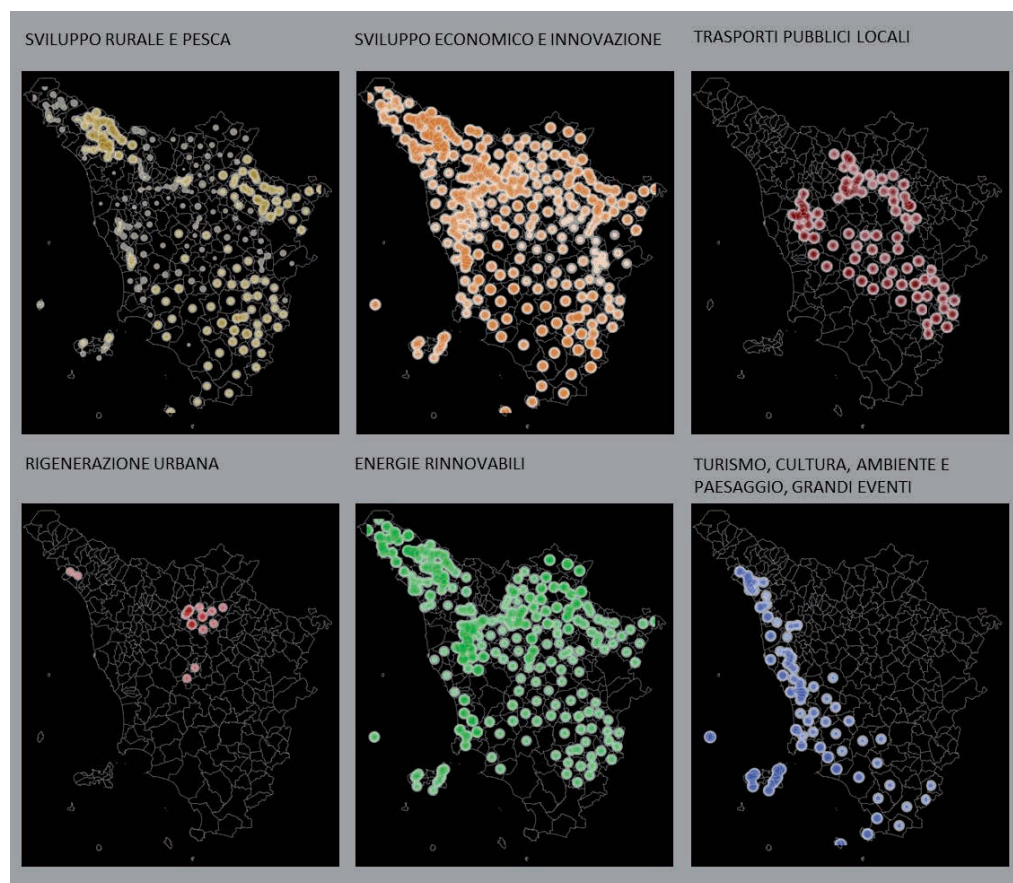 SVILUPPO RURALE E PESCA
SVILUPPO ECONOMICO E INNOVAZIONE
TRASPORTI PUBBLICI LOCALI
RIGENERAZIONE URBANA
ENERGIE RINNOVABILI
TURISMO, CULTURA, AMBIENTE E
PAESAGGIO, GRANDI EVENTI